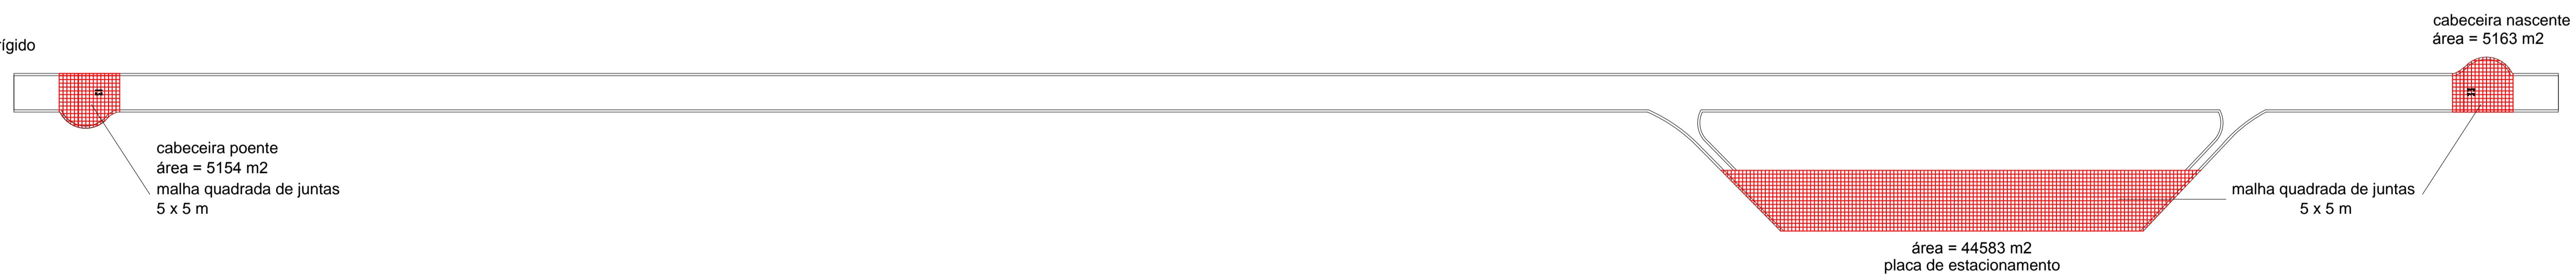 rígido
cabeceira nascente
área = 5163 m2
cabeceira poente
área = 5154 m2
malha quadrada de juntas
5 x 5 m
malha quadrada de juntas
5 x 5 m
área = 44583 m2
placa de estacionamento